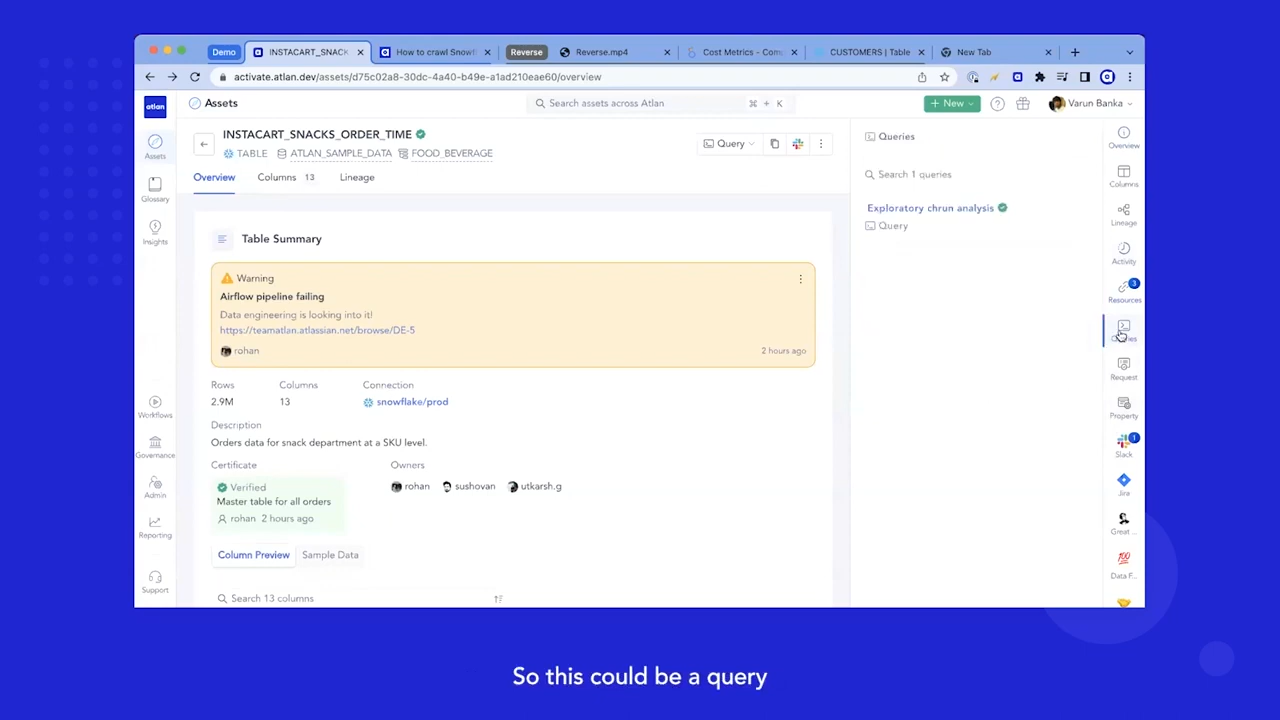 Demo
INSTACART_SNACK
How to crawl Snowf
Reverse
Reverse.mp4
Cost Metrics - Com
CUSTOMERS | Table
New Tab
activate.atlan.dev/assets/d75c02a8-30dc-4a40-b49e-a1ad210eae60/overview
atlan
Assets
Search assets across Atlan
⌘ + K
+ New
Varun Banka
Assets
Glossary
Insights
Workflows
Governance
Admin
Reporting
Support
INSTACART_SNACKS_ORDER_TIME
TABLE ATLAN_SAMPLE_DATA FOOD_BEVERAGE
Query
Overview Columns 13 Lineage
Table Summary
Warning
Airflow pipeline failing
Data engineering is looking into it!
https://teamatlan.atlassian.net/browse/DE-5
rohan 2 hours ago
Rows Columns Connection
2.9M 13 snowflake/prod
Description
Orders data for snack department at a SKU level.
Certificate Owners
Verified
Master table for all orders
rohan 2 hours ago
rohan sushovan utkarsh.g
Column Preview Sample Data
Search 13 columns
Queries
Search 1 queries
Exploratory chrun analysis
Query
Overview
Columns
Lineage
Activity
3
Resources
Queries
Request
Property
1
Slack
Jira
Great ...
100
Data F...
So this could be a query